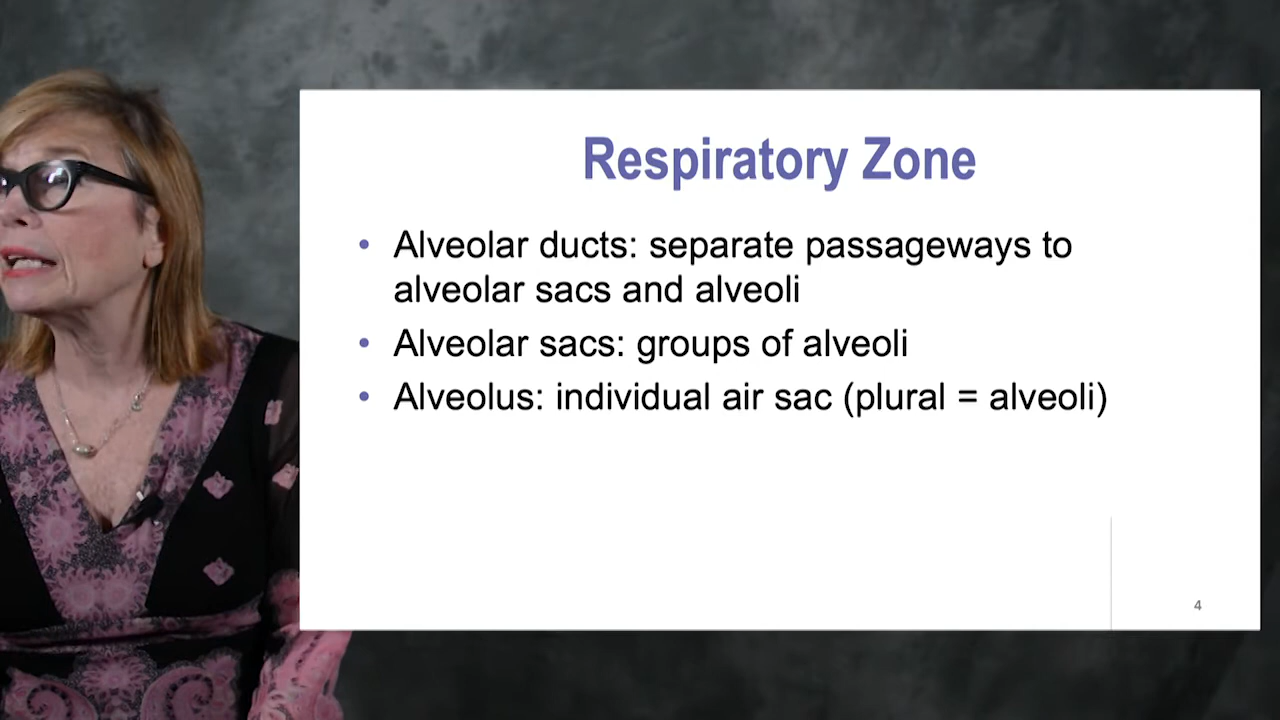 Respiratory Zone
• Alveolar ducts: separate passageways to
alveolar sacs and alveoli
• Alveolar sacs: groups of alveoli
• Alveolus: individual air sac (plural = alveoli)
4